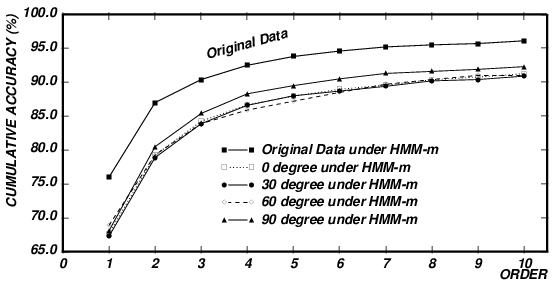 100.0
95.0
90.0
85.0
80.0
75.0
70.0
65.0
CUMULATIVE ACCURACY (%)
Original Data
Original Data under HMM-m
0 degree under HMM-m
30 degree under HMM-m
60 degree under HMM-m
90 degree under HMM-m
0 1 2 3 4 5 6 7 8 9 10
ORDER